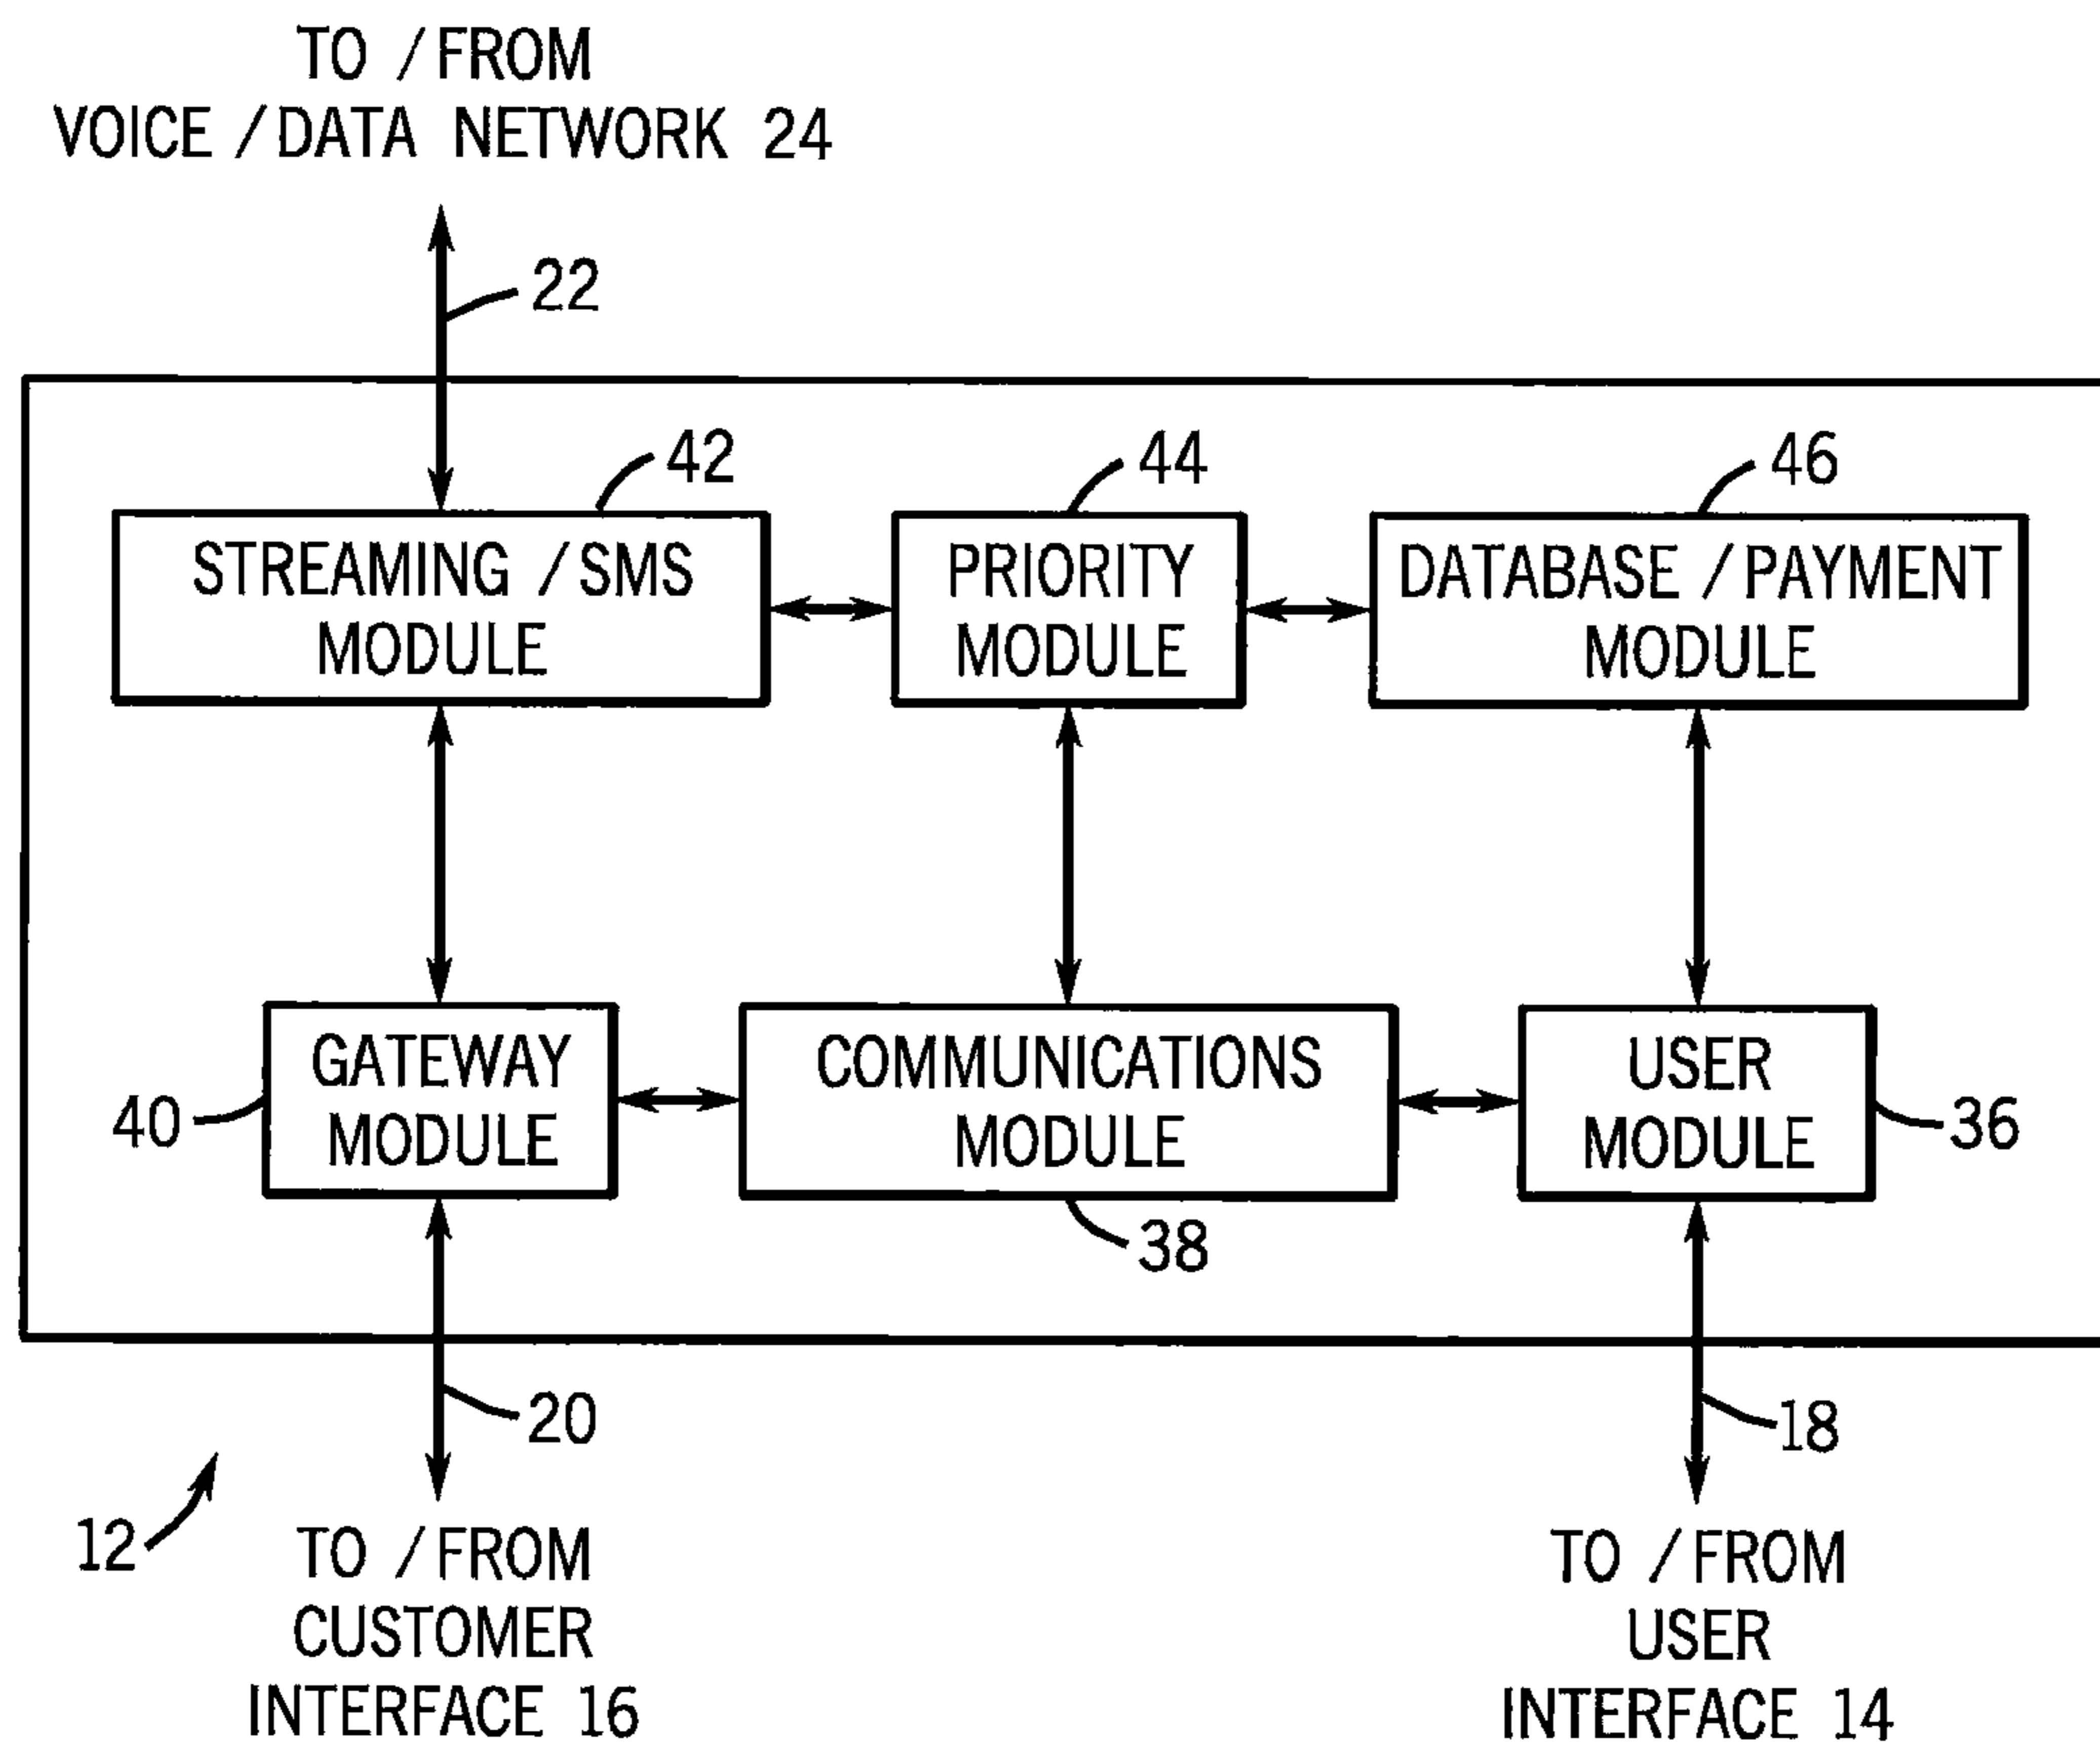 TO / FROM
VOICE / DATA NETWORK 24
22
42
44
46
STREAMING / SMS
MODULE
PRIORITY
MODULE
DATABASE / PAYMENT
MODULE
GATEWAY
MODULE
COMMUNICATIONS
MODULE
USER
MODULE
40
36
38
20
18
12
TO / FROM
CUSTOMER
INTERFACE 16
TO / FROM
USER
INTERFACE 14